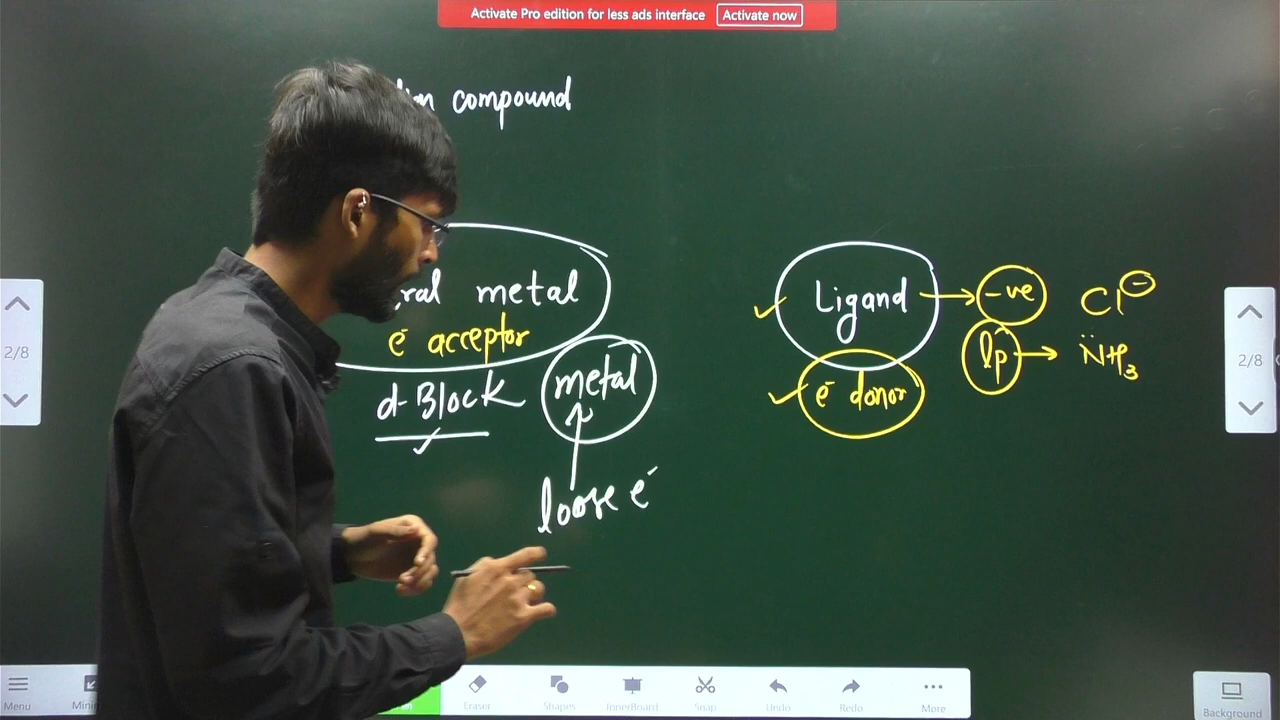 Activate Pro edition for less ads interface Activate now
compound
metal
e⁻ acceptor
d-Block metal
loose e⁻
Ligand → -ve Cl⊖
lp → N̈H₃
e⁻ donor
2/8
2/8
Menu
Eraser
Shapes
InnerBoard
Snap
Undo
Redo
More
Background